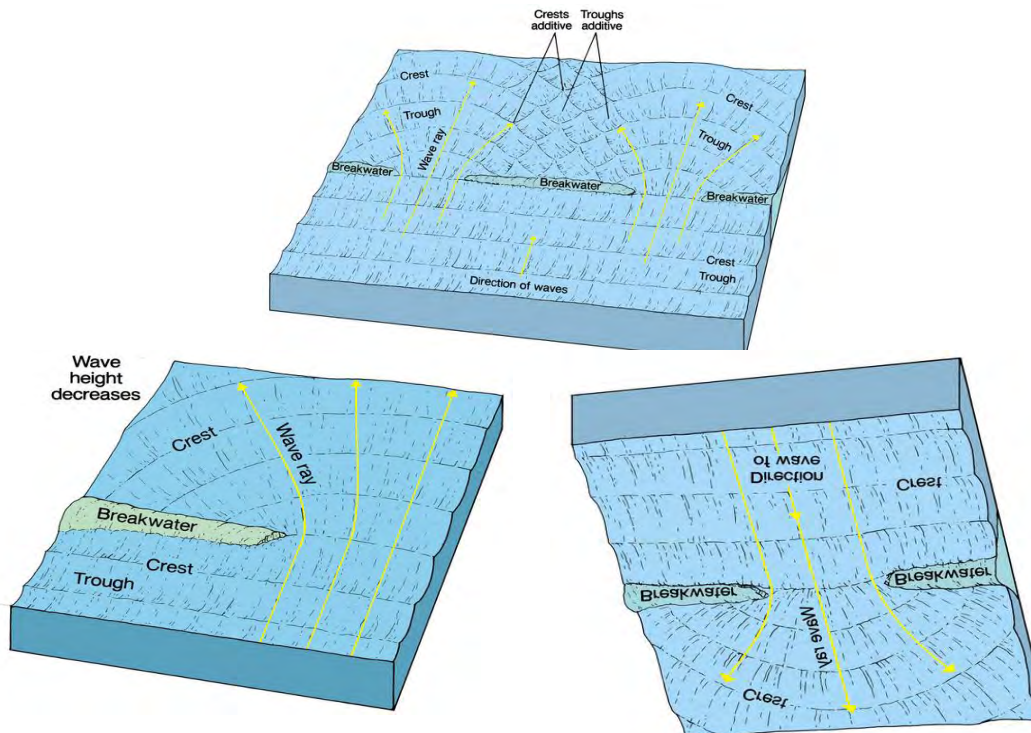 Crests additive
Troughs additive
Crest
Crest
Trough
Wave ray
Trough
Breakwater
Breakwater
Breakwater
Crest
Trough
Direction of waves
Wave height decreases
Crest
Wave ray
Breakwater
Crest
Trough
Direction of wave
Crest
Breakwater
Breakwater
Wave ray
Crest